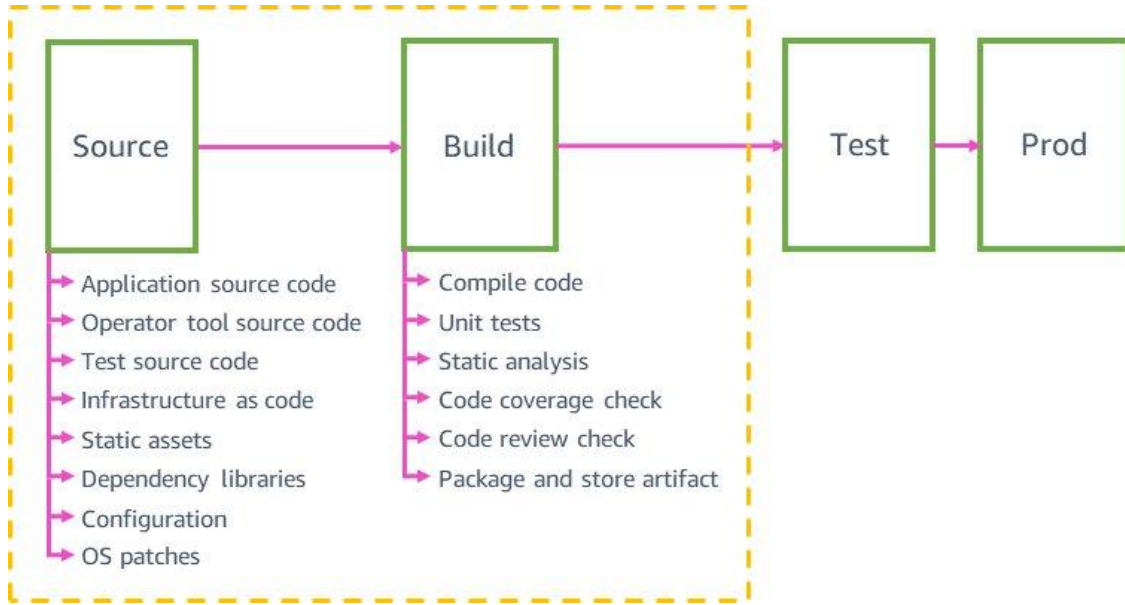 Source
Build
Test
Prod
Application source code
Operator tool source code
Test source code
Infrastructure as code
Static assets
Dependency libraries
Configuration
OS patches
Compile code
Unit tests
Static analysis
Code coverage check
Code review check
Package and store artifact